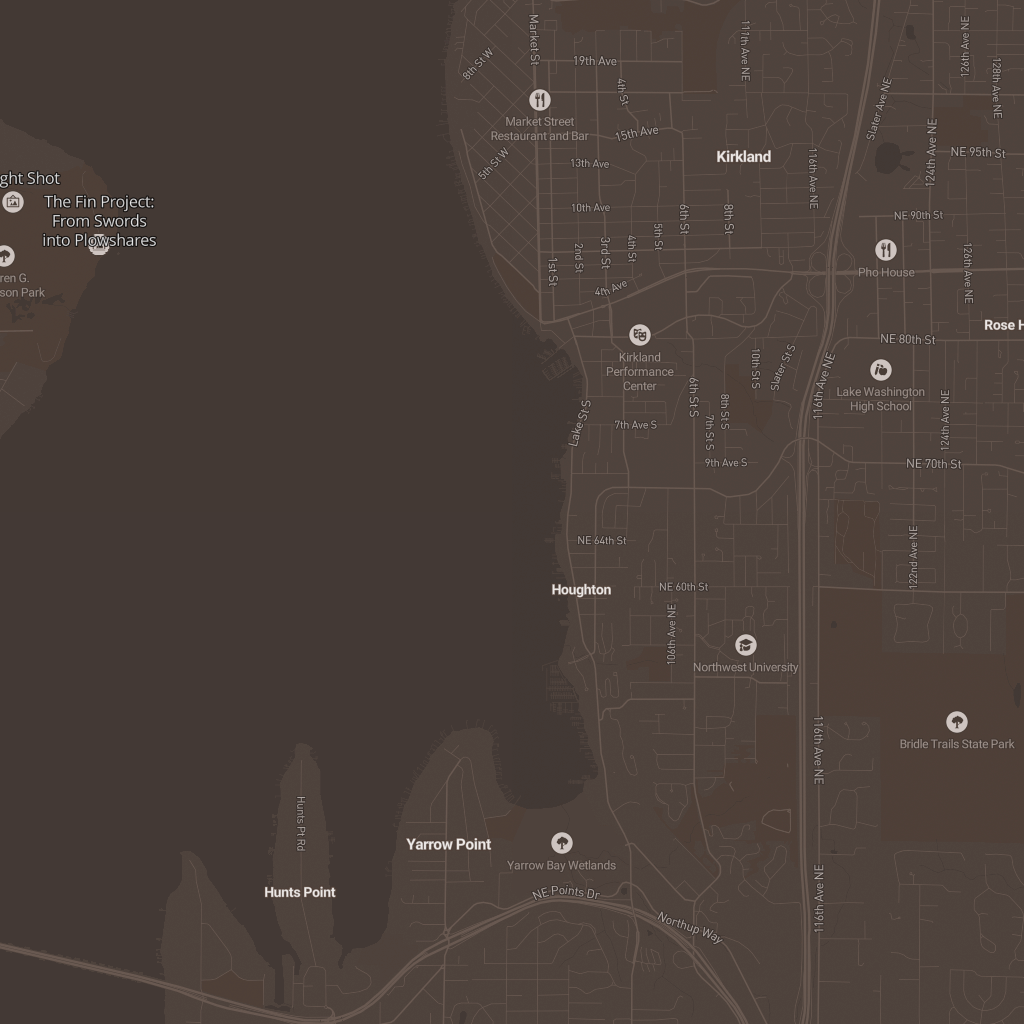 Market St
111th Ave NE
126th Ave NE
8th St W
19th Ave
128th Ave NE
4th St
Slater Ave NE
Market Street
Restaurant and Bar
15th Ave
124th Ave NE
5th St W
13th Ave
Kirkland
116th Ave NE
NE 95th St
ght Shot
The Fin Project:
From Swords
into Plowshares
10th Ave
6th St
8th St
NE 90th St
5th St
4th St
3rd St
2nd St
1st St
Pho House
126th Ave NE
ren G.
son Park
4th Ave
Rose H
NE 80th St
Kirkland
Performance
Center
10th St S
Slater St S
116th Ave NE
Lake Washington
High School
6th St S
8th St S
7th St S
Lake St S
7th Ave S
124th Ave NE
9th Ave S
NE 70th St
NE 64th St
122nd Ave NE
Houghton
NE 60th St
106th Ave NE
Northwest University
116th Ave NE
Bridle Trails State Park
Hunts Pt Rd
Yarrow Point
Yarrow Bay Wetlands
Hunts Point
NE Points Dr
116th Ave NE
Northup Way